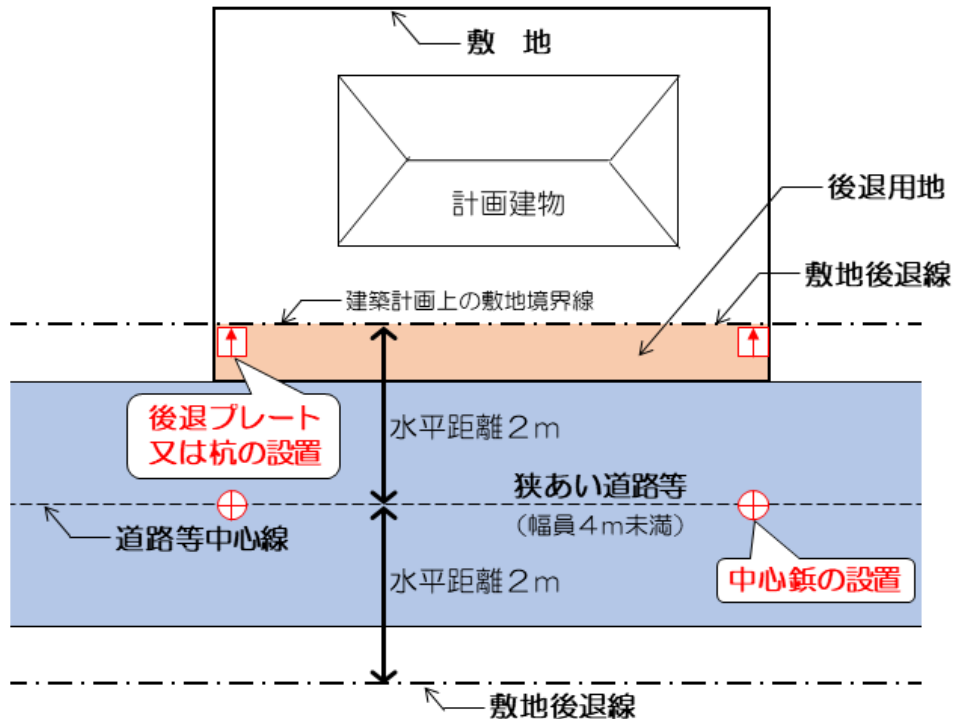 敷　地
計画建物
後退用地
敷地後退線
建築計画上の敷地境界線
後退プレート
又は杭の設置
水平距離２ｍ
狭あい道路等
(幅員４ｍ未満)
道路等中心線
中心鋲の設置
水平距離２ｍ
敷地後退線